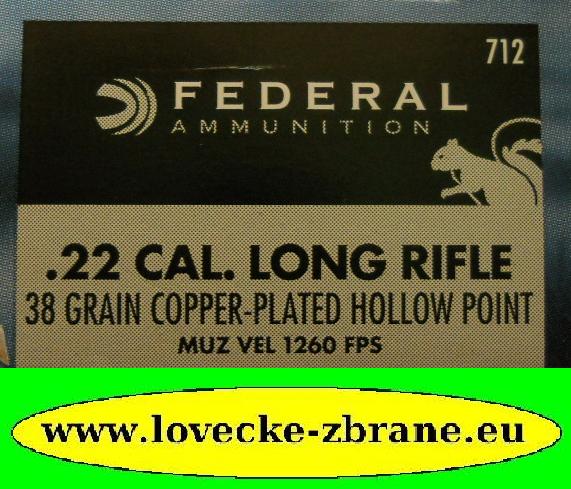 712
FEDERAL
AMMUNITION
.22 CAL. LONG RIFLE
38 GRAIN COPPER-PLATED HOLLOW POINT
MUZ VEL 1260 FPS
www.lovecke-zbrane.eu